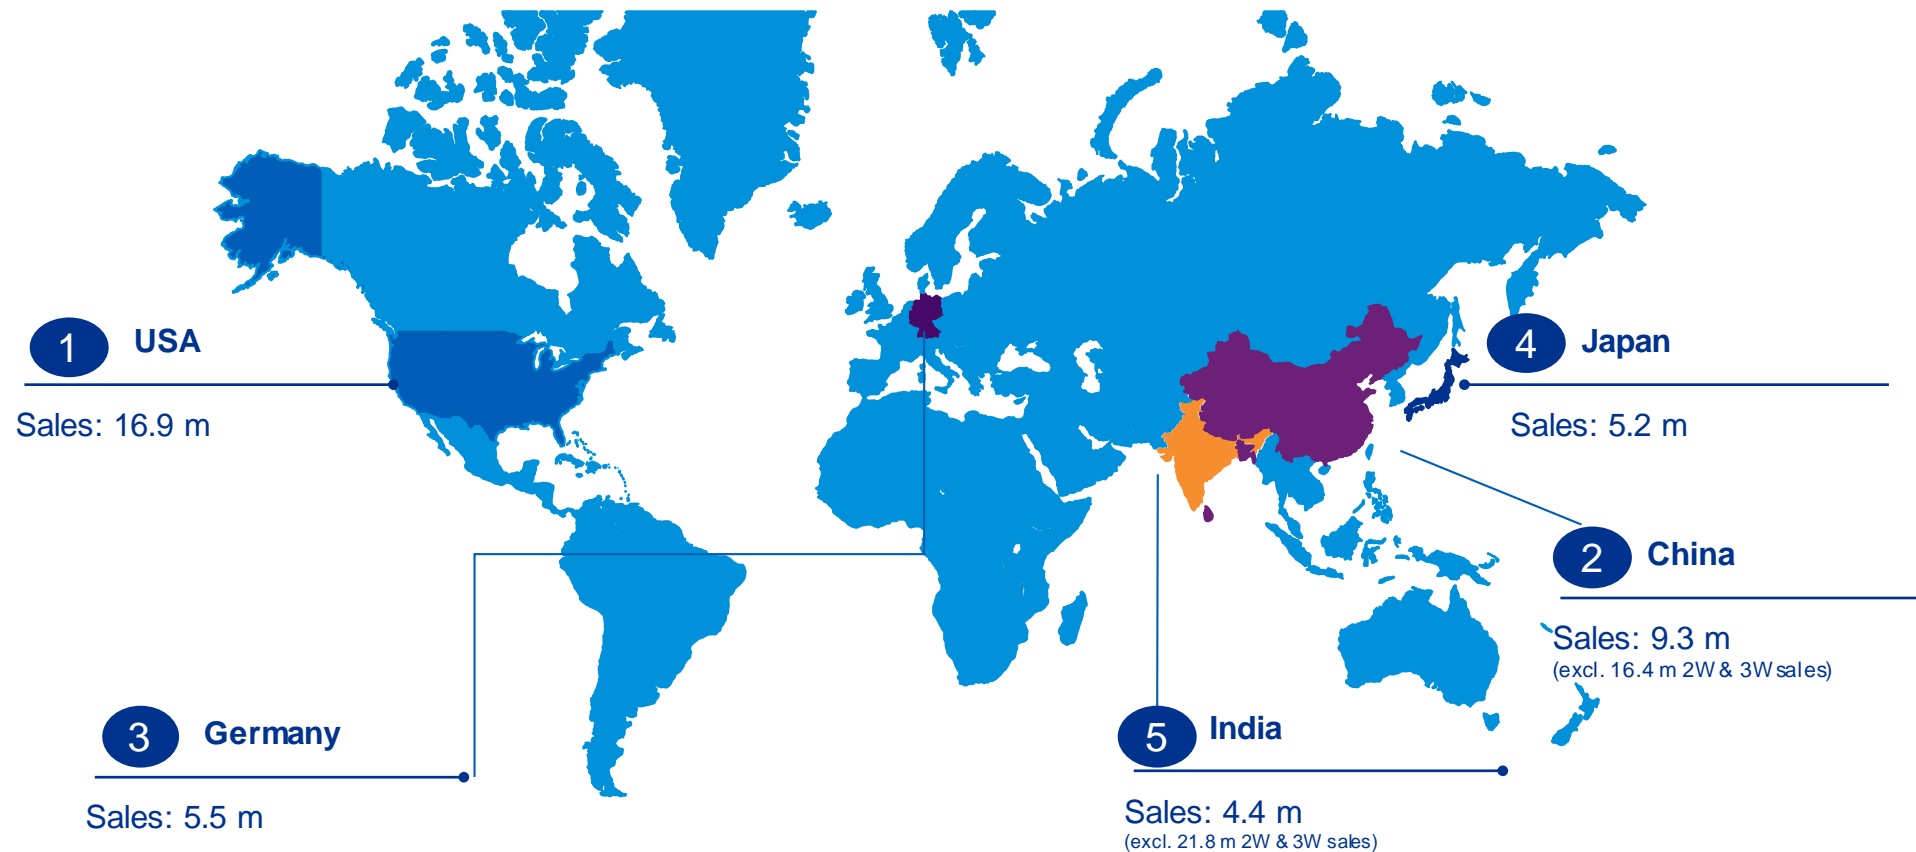 1 USA
Sales: 16.9 m
4 Japan
Sales: 5.2 m
2 China
Sales: 9.3 m
(excl. 16.4 m 2W & 3W sales)
3 Germany
Sales: 5.5 m
5 India
Sales: 4.4 m
(excl. 21.8 m 2W & 3W sales)